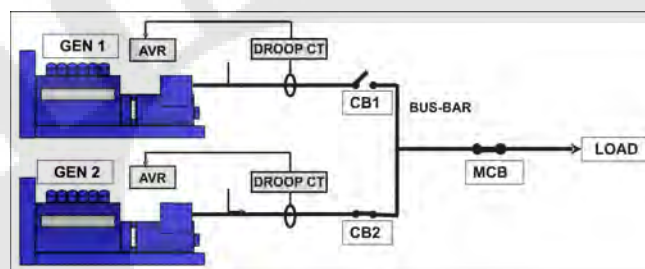 GEN 1
AVR
DROOP CT
CB1
BUS-BAR
LOAD
MCB
GEN 2
AVR
DROOP CT
CB2